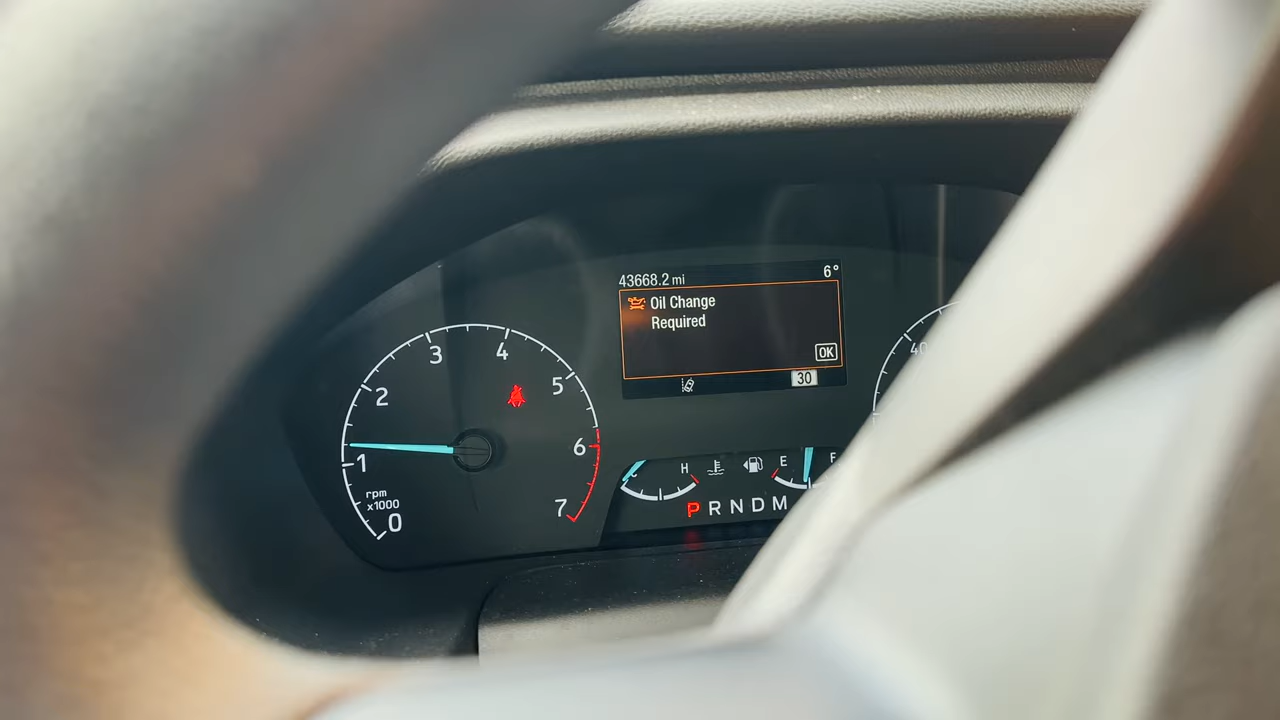 43668.2 mi 6°
Oil Change
Required
OK
30
0
1
2
3
4
5
6
7
rpm
x1000
H
E
P R N D M